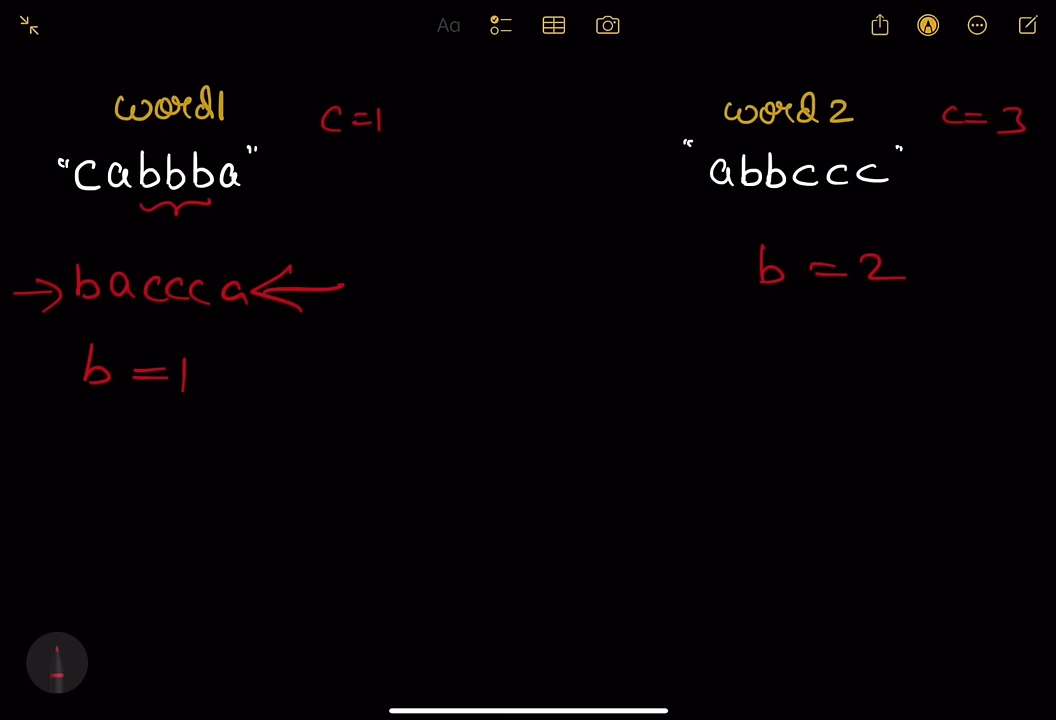 Aa
word1 c=1
"cabbba"
→baccca←
b=1
word2 c=3
"abbccc"
b=2